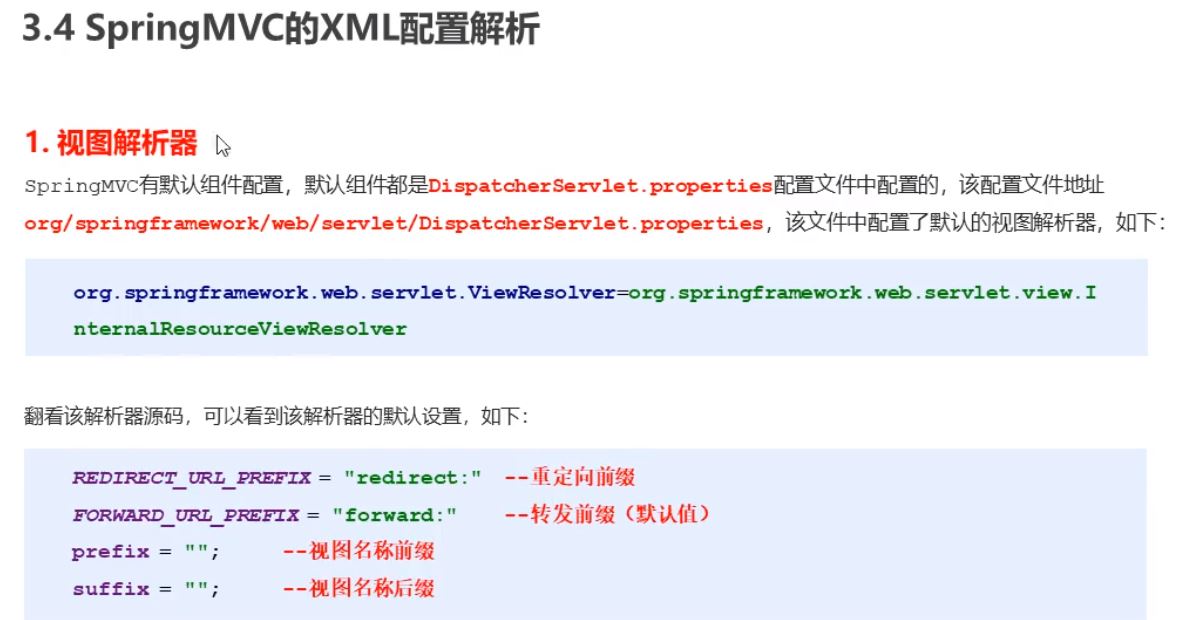 3.4 SpringMVC的XML配置解析
1. 视图解析器
SpringMVC有默认组件配置，默认组件都是DispatcherServlet.properties配置文件中配置的，该配置文件地址
org/springframework/web/servlet/DispatcherServlet.properties，该文件中配置了默认的视图解析器，如下：
org.springframework.web.servlet.ViewResolver=org.springframework.web.servlet.view.I
nternalResourceViewResolver
翻看该解析器源码，可以看到该解析器的默认设置，如下：
REDIRECT_URL_PREFIX = "redirect:" --重定向前缀
FORWARD_URL_PREFIX = "forward:" --转发前缀（默认值）
prefix = ""; --视图名称前缀
suffix = ""; --视图名称后缀